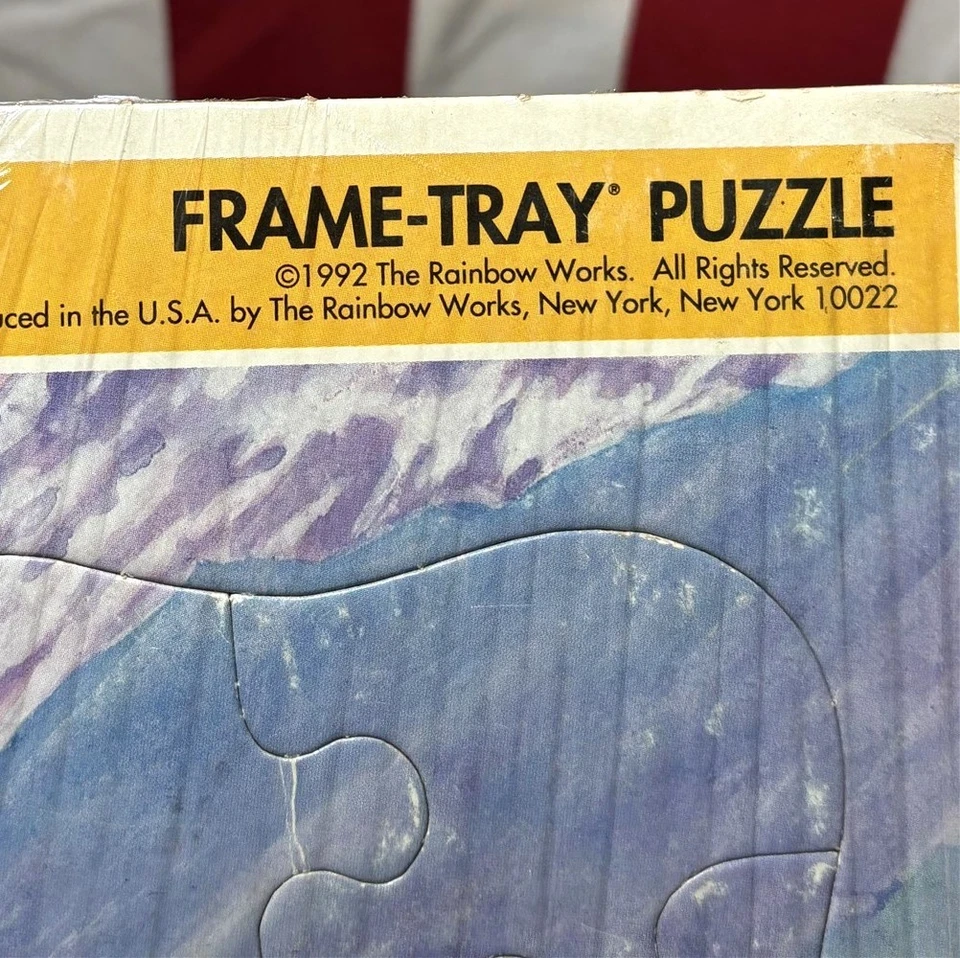 FRAME-TRAY® PUZZLE
©1992 The Rainbow Works. All Rights Reserved.
in the U.S.A. by The Rainbow Works, New York, New York 10022